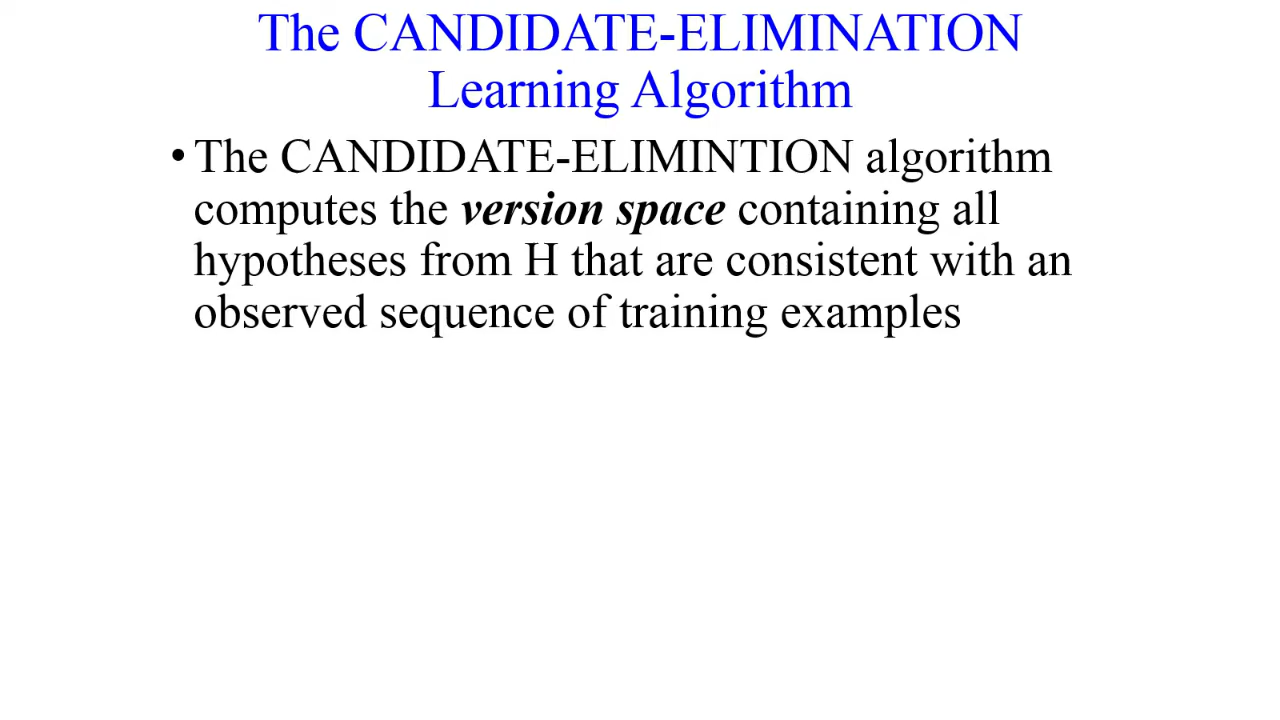 The CANDIDATE-ELIMINATION
Learning Algorithm
• The CANDIDATE-ELIMINTION algorithm
computes the version space containing all
hypotheses from H that are consistent with an
observed sequence of training examples